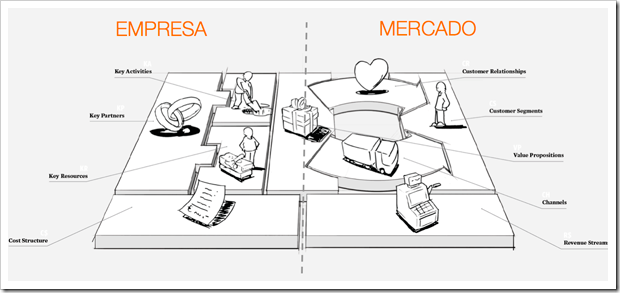 EMPRESA
MERCADO
Key Activities
Customer Relationships
Key Partners
Customer Segments
Value Propositions
Key Resources
Channels
Cost Structure
Revenue Stream